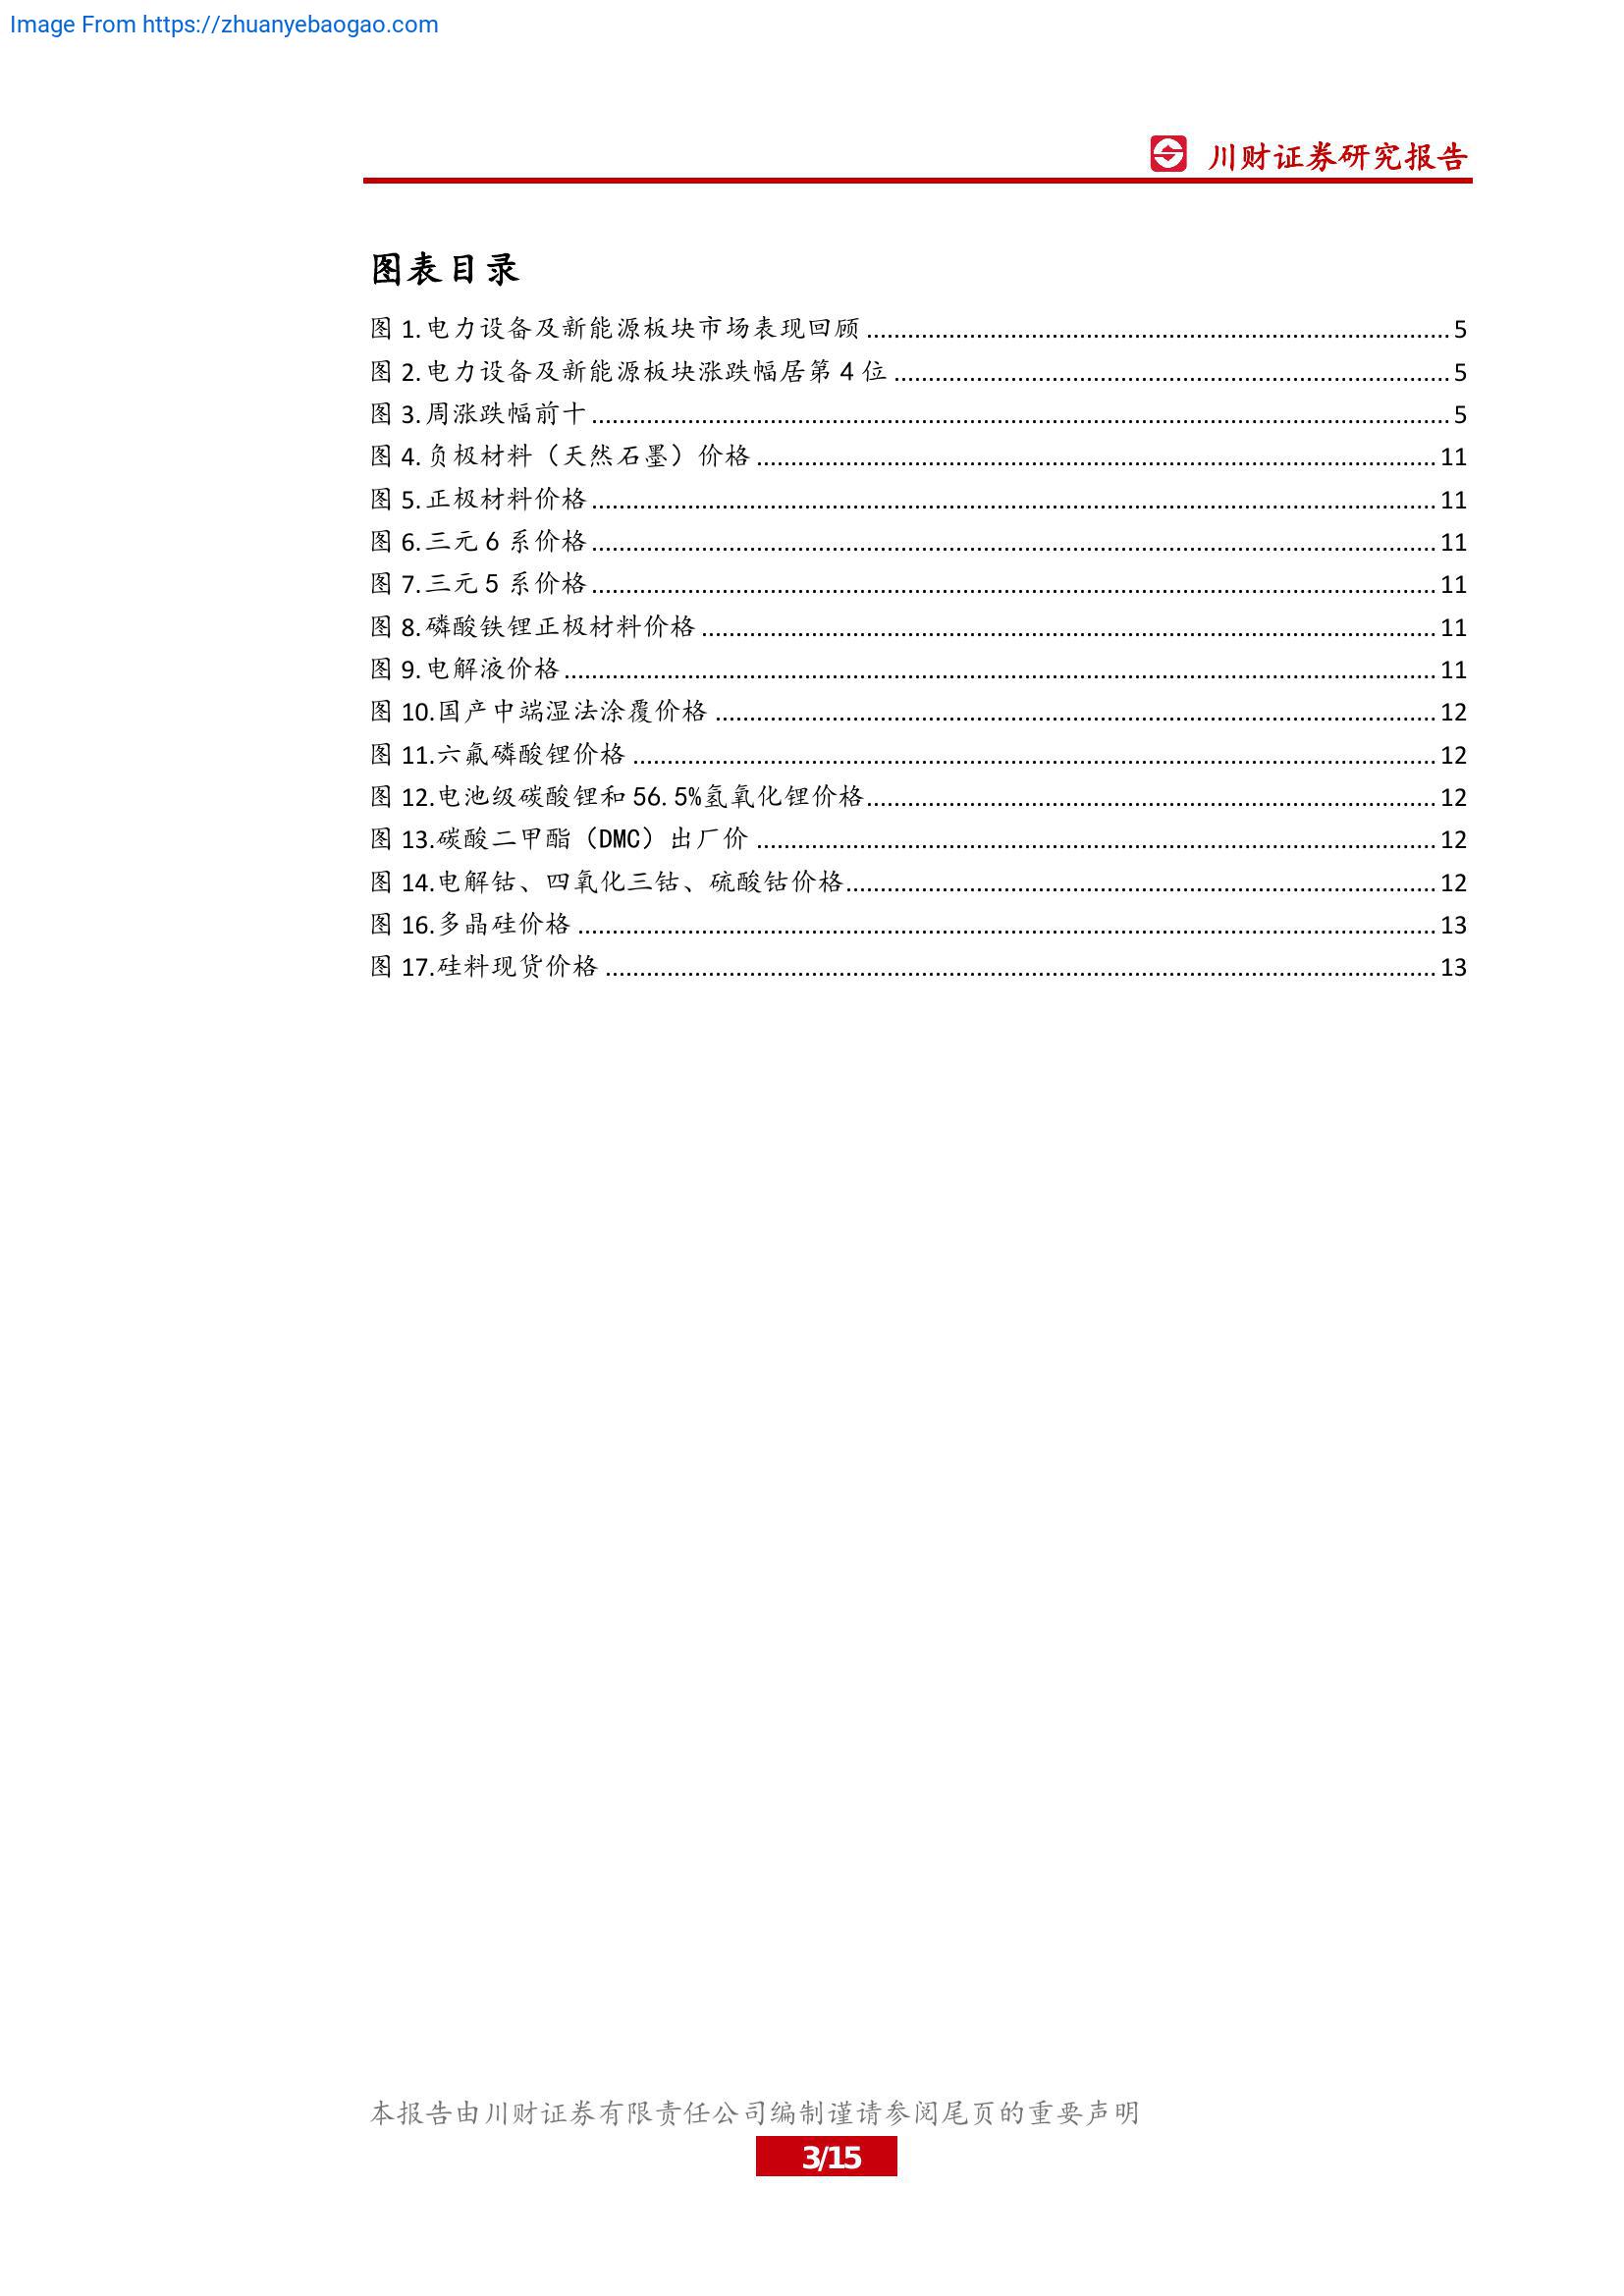 Image From https://zhuanyebaogao.com
川财证券研究报告
图表目录
图 1.电力设备及新能源板块市场表现回顾 5
图 2.电力设备及新能源板块涨跌幅居第 4 位 5
图 3.周涨跌幅前十 5
图 4.负极材料（天然石墨）价格 11
图 5.正极材料价格 11
图 6.三元 6 系价格 11
图 7.三元 5 系价格 11
图 8.磷酸铁锂正极材料价格 11
图 9.电解液价格 11
图 10.国产中端湿法涂覆价格 12
图 11.六氟磷酸锂价格 12
图 12.电池级碳酸锂和 56.5%氢氧化锂价格 12
图 13.碳酸二甲酯（DMC）出厂价 12
图 14.电解钴、四氧化三钴、硫酸钴价格 12
图 16.多晶硅价格 13
图 17.硅料现货价格 13
本报告由川财证券有限责任公司编制谨请参阅尾页的重要声明
3/15